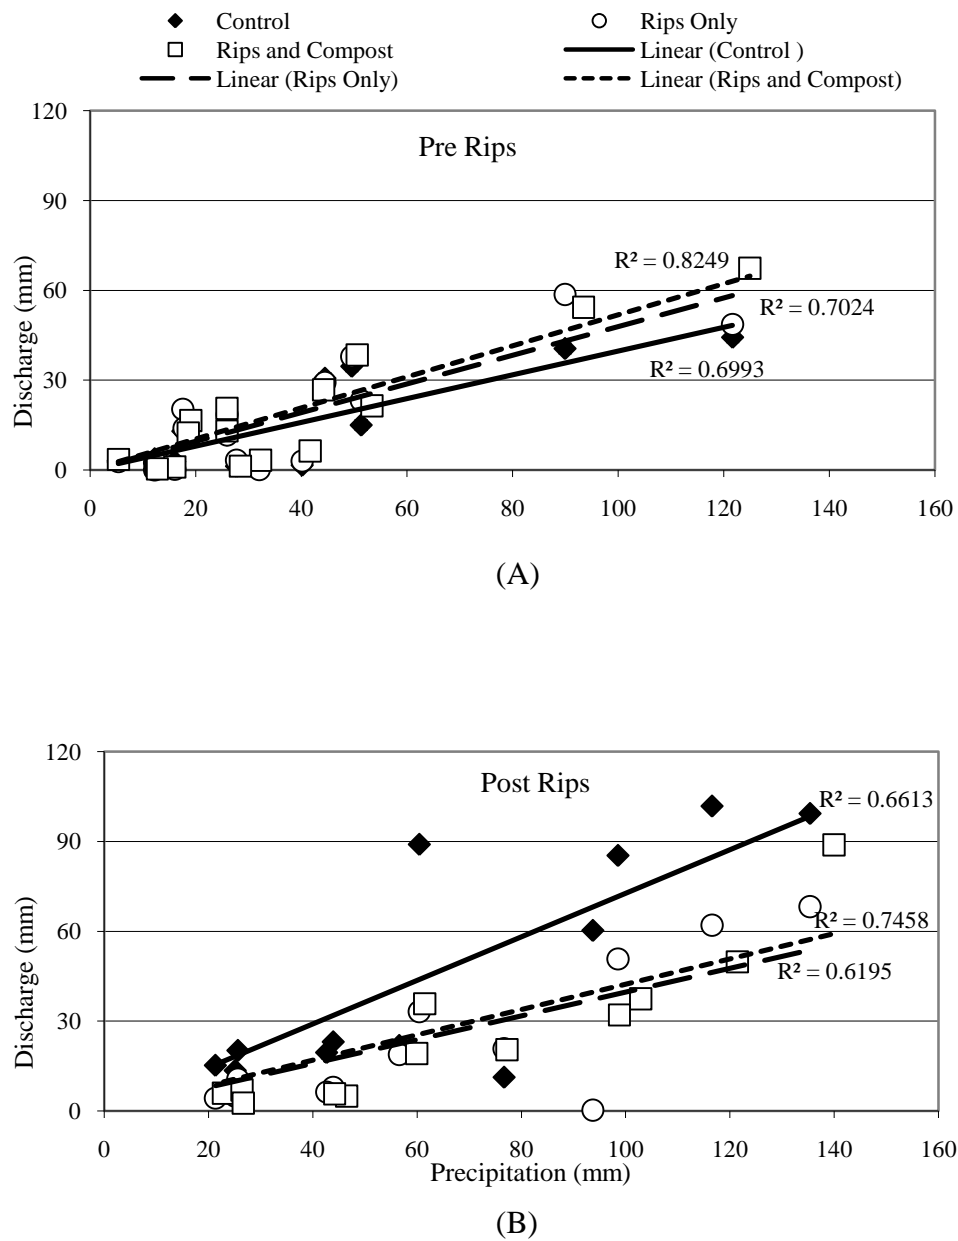 Control
Rips Only
Rips and Compost
Linear (Control )
Linear (Rips Only)
Linear (Rips and Compost)
Pre Rips
120
90
60
30
0
Discharge (mm)
R² = 0.8249
R² = 0.7024
R² = 0.6993
0 20 40 60 80 100 120 140 160
(A)
Post Rips
120
90
60
30
0
Discharge (mm)
R² = 0.6613
R² = 0.7458
R² = 0.6195
0 20 40 60 80 100 120 140 160
Precipitation (mm)
(B)